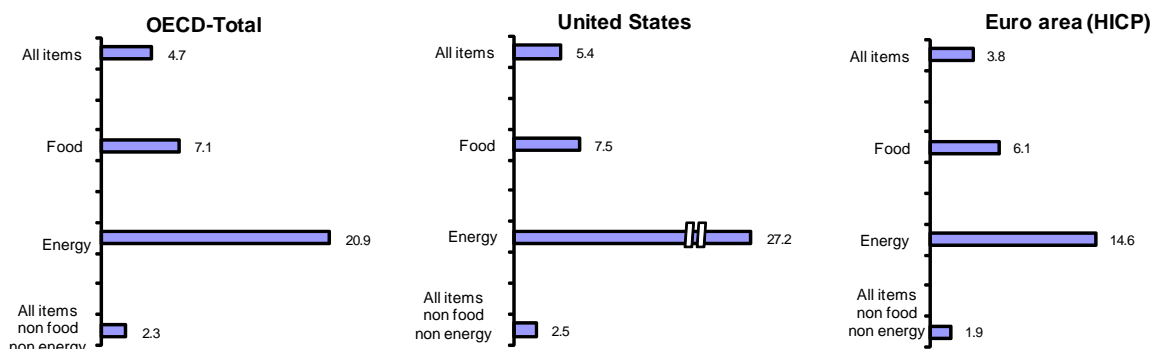 OECD-Total
All items
4.7
Food
7.1
Energy
20.9
All items
non food
non energy
2.3
United States
All items
5.4
Food
7.5
Energy
27.2
All items
non food
non energy
2.5
Euro area (HICP)
All items
3.8
Food
6.1
Energy
14.6
All items
non food
non energy
1.9